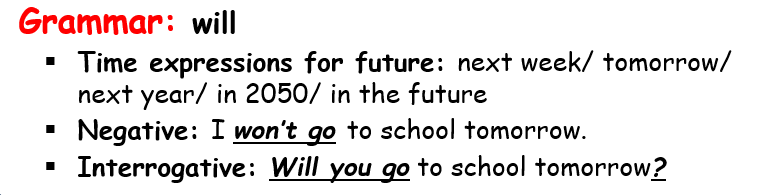 Grammar: will
▪ Time expressions for future: next week/ tomorrow/
next year/ in 2050/ in the future
▪ Negative: I won't go to school tomorrow.
▪ Interrogative: Will you go to school tomorrow?